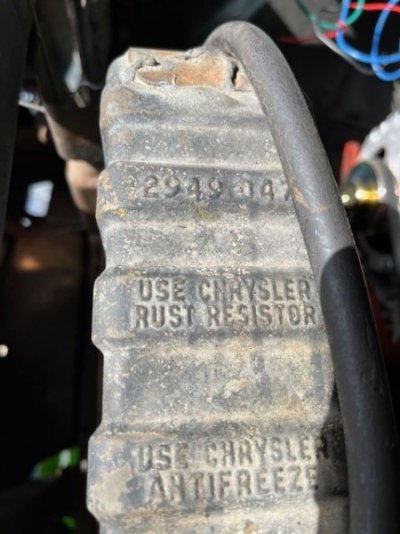 2949 047
USE CHRYSLER
RUST RESISTOR
USE CHRYSLER
ANTIFREEZE